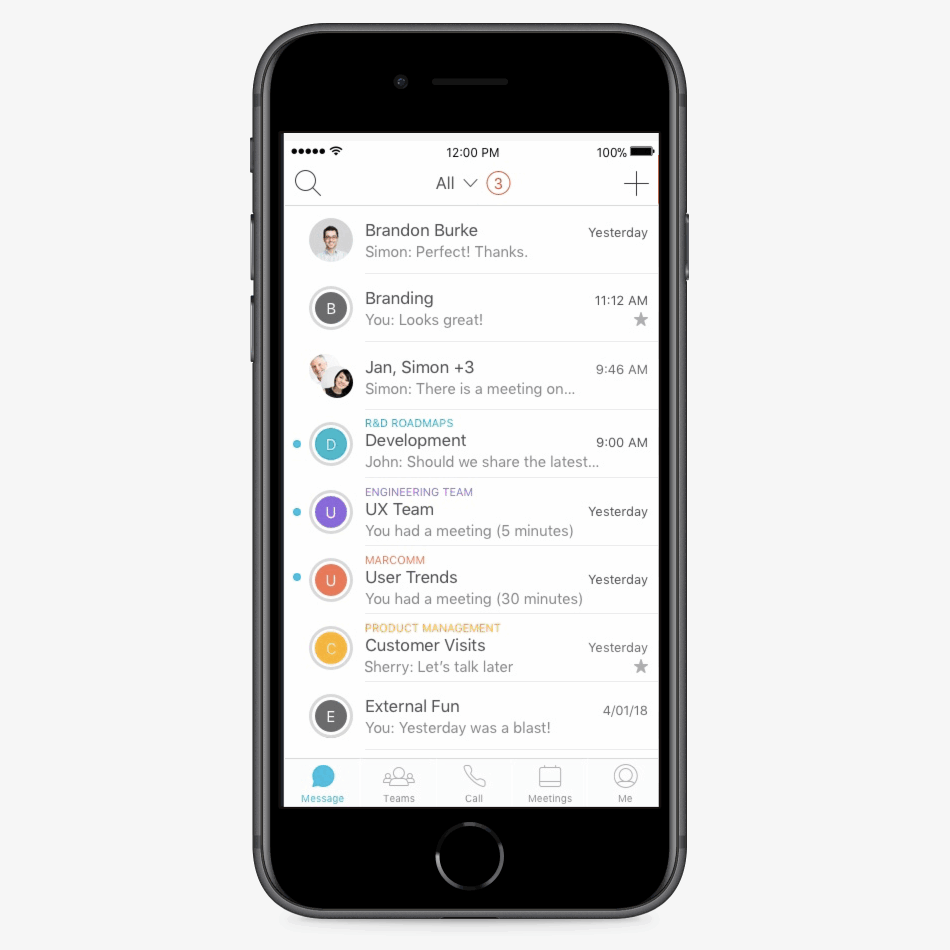 12:00 PM 100%
All 3
Brandon Burke Yesterday
Simon: Perfect! Thanks.
B Branding 11:12 AM
You: Looks great!
Jan, Simon +3 9:46 AM
Simon: There is a meeting on...
R&D ROADMAPS
D Development 9:00 AM
John: Should we share the latest...
ENGINEERING TEAM
U UX Team Yesterday
You had a meeting (5 minutes)
MARCOMM
U User Trends Yesterday
You had a meeting (30 minutes)
PRODUCT MANAGEMENT
C Customer Visits Yesterday
Sherry: Let’s talk later
E External Fun 4/01/18
You: Yesterday was a blast!
Message Teams Call Meetings Me